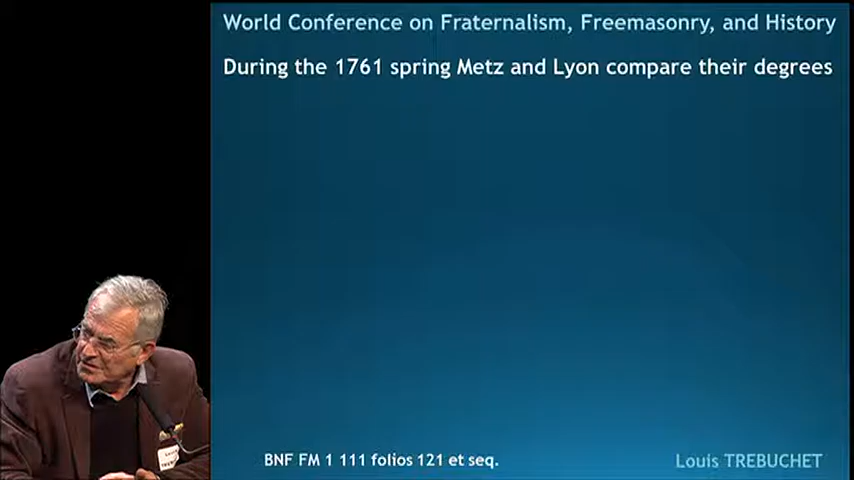 World Conference on Fraternalism, Freemasonry, and History
During the 1761 spring Metz and Lyon compare their degrees
BNF FM 1 111 folios 121 et seq.
Louis TREBUCHET